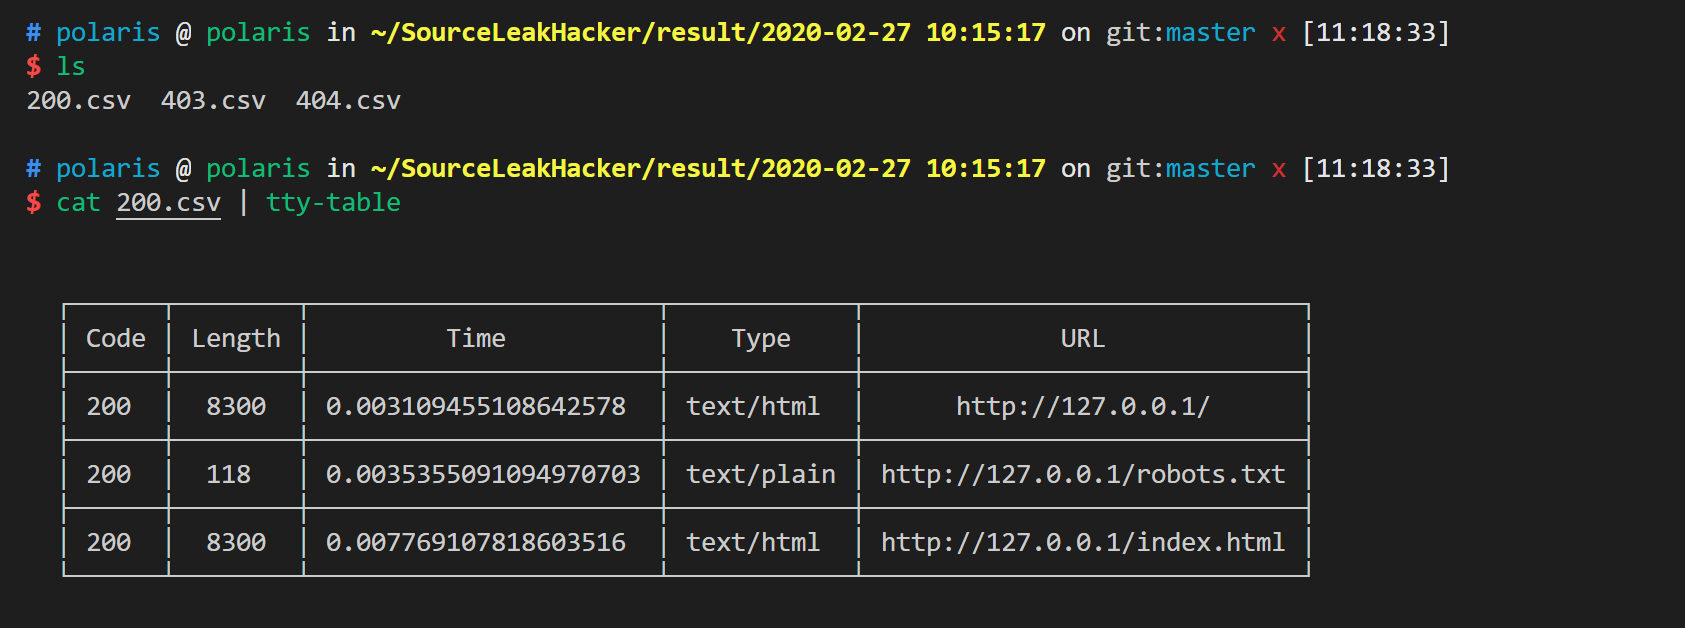 # polaris @ polaris in ~/SourceLeakHacker/result/2020-02-27 10:15:17 on git:master x [11:18:33]
$ ls
200.csv  403.csv  404.csv
# polaris @ polaris in ~/SourceLeakHacker/result/2020-02-27 10:15:17 on git:master x [11:18:33]
$ cat 200.csv | tty-table
Code Length Time Type URL
200 8300 0.003109455108642578 text/html http://127.0.0.1/
200 118 0.0035355091094970703 text/plain http://127.0.0.1/robots.txt
200 8300 0.007769107818603516 text/html http://127.0.0.1/index.html